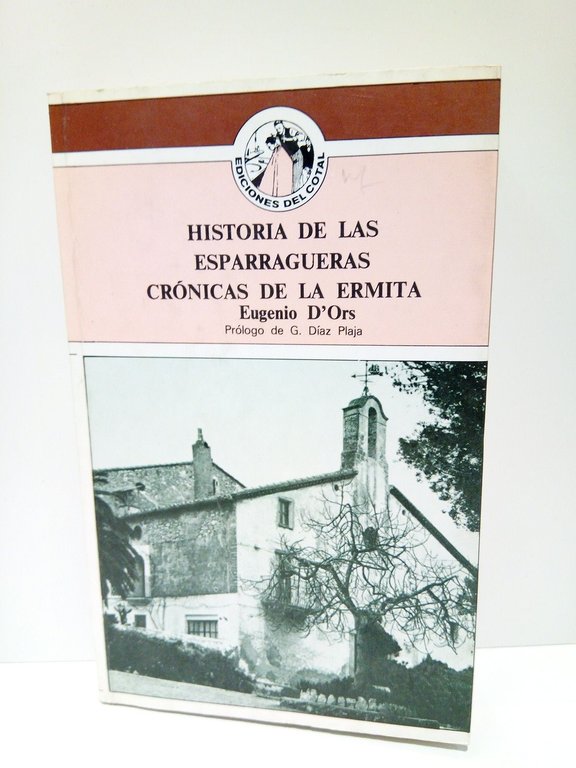 EDICIONES DEL COTAL
HISTORIA DE LAS
ESPARRAGUERAS
CRÓNICAS DE LA ERMITA
Eugenio D'Ors
Prólogo de G. Díaz Plaja